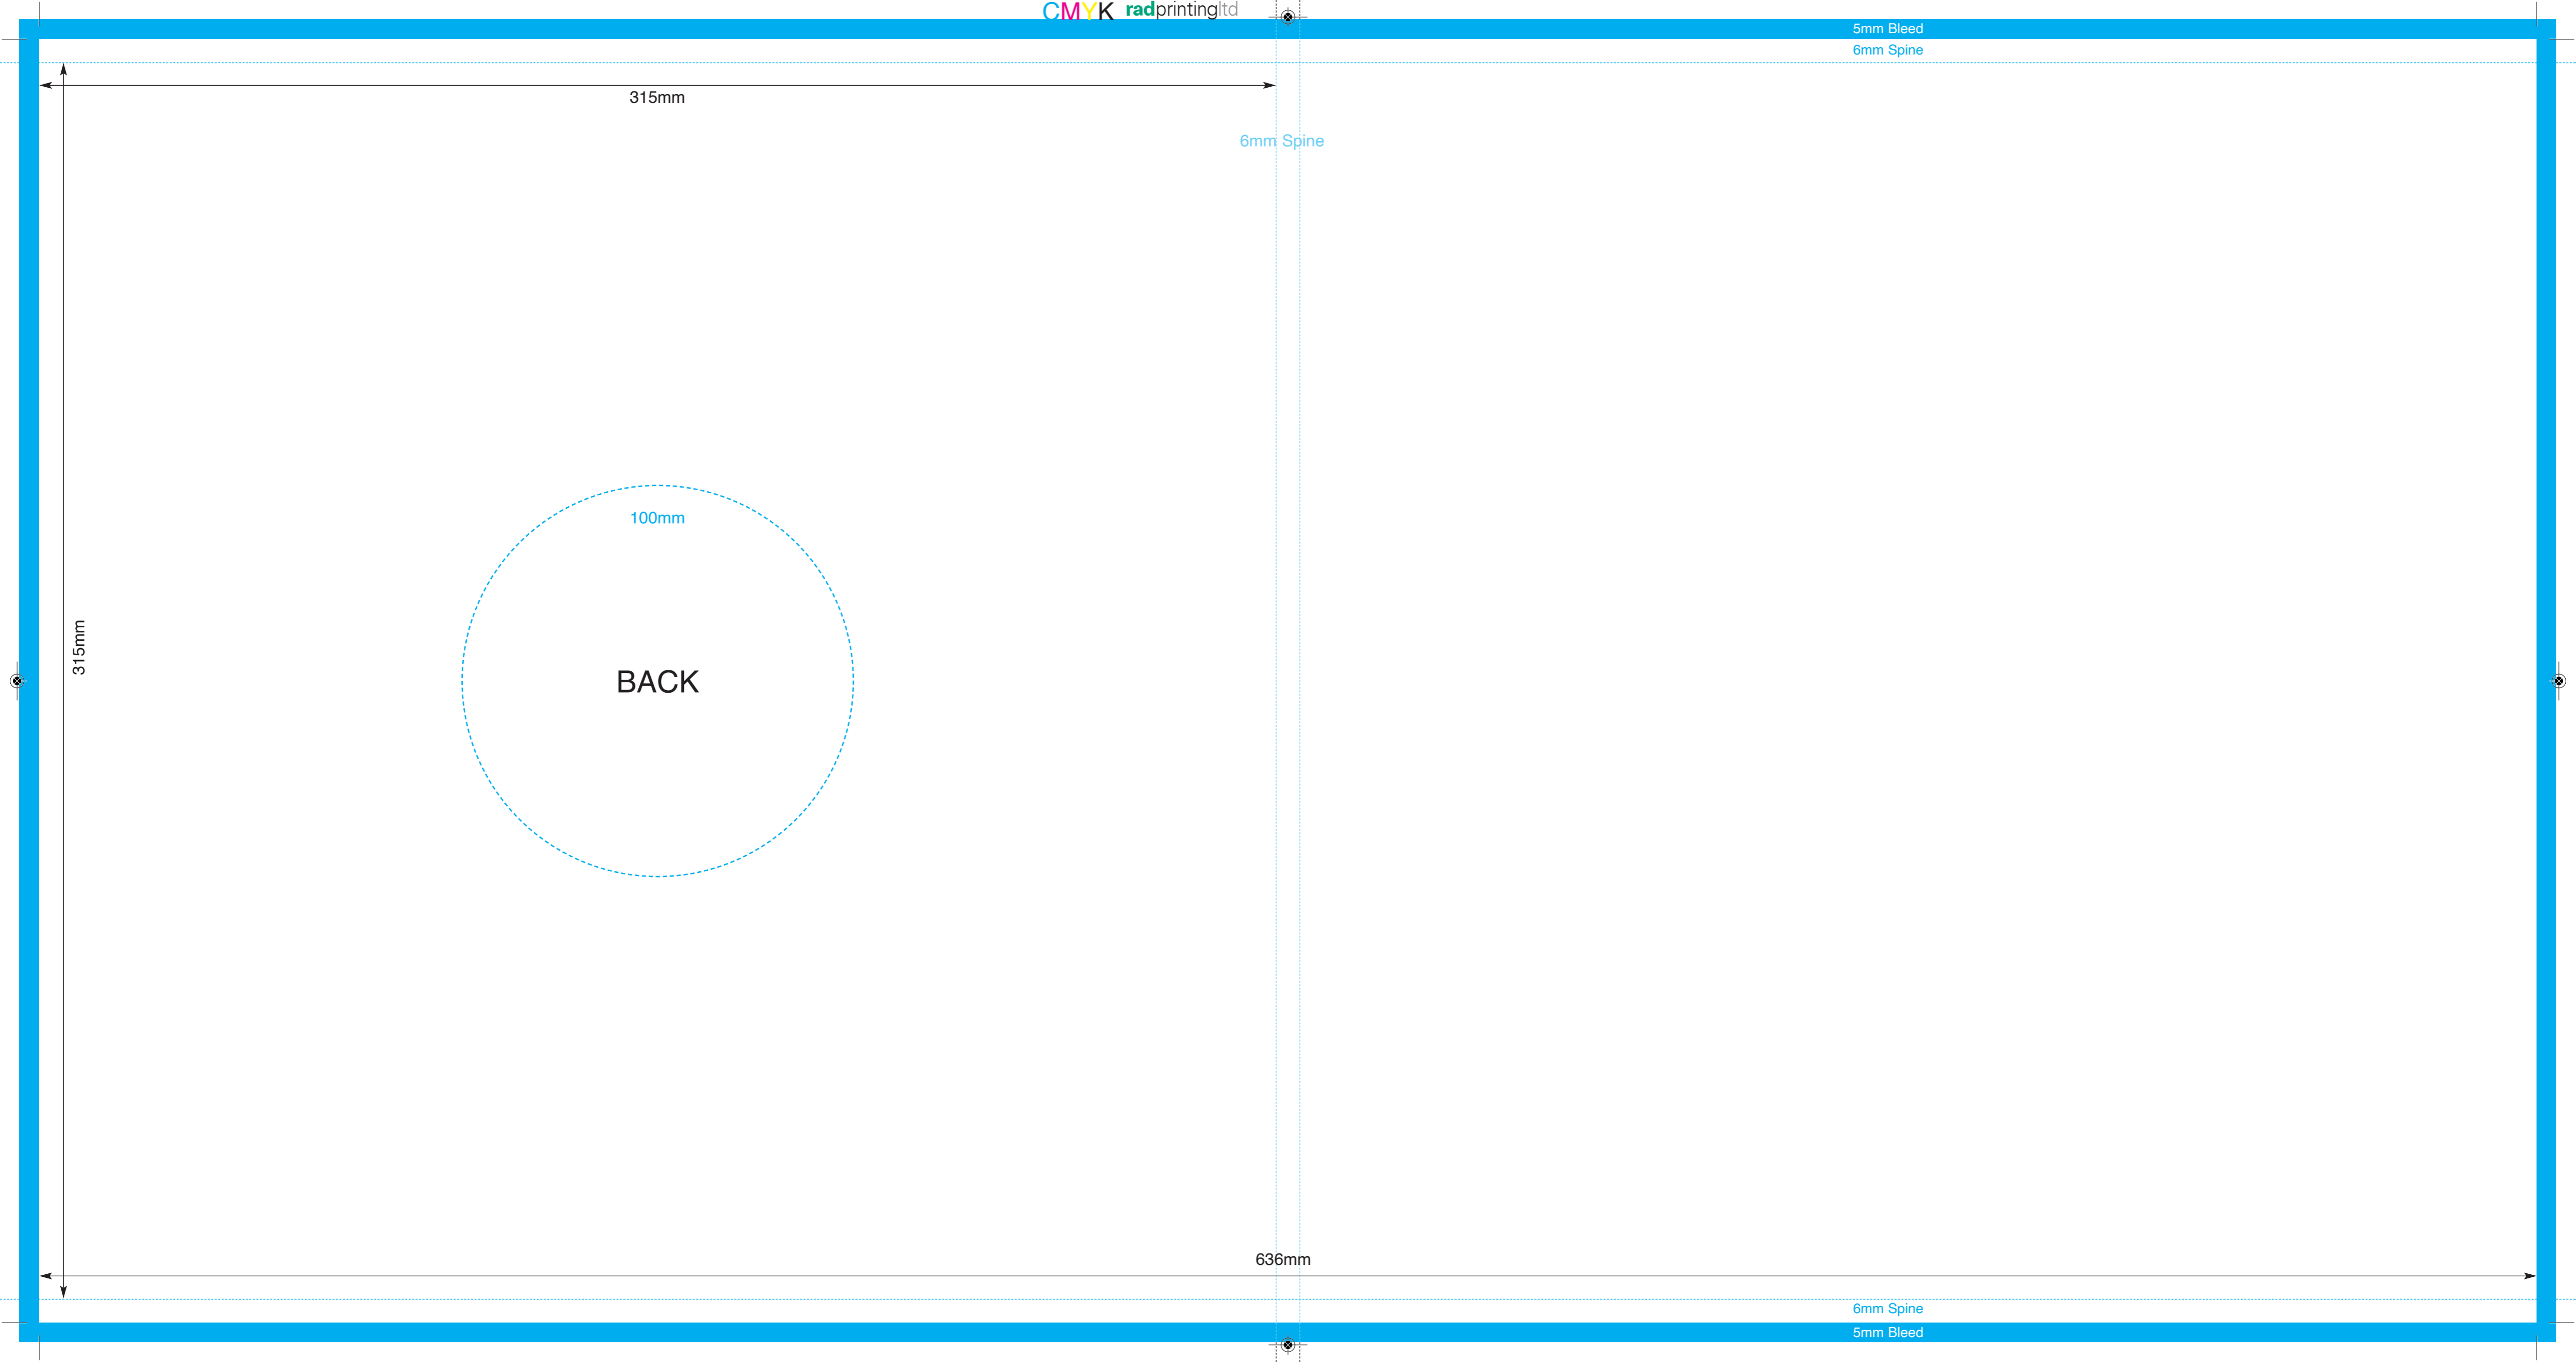 CMYK radprintingltd
5mm Bleed
6mm Spine
315mm
6mm Spine
100mm
315mm
BACK
636mm
6mm Spine
5mm Bleed